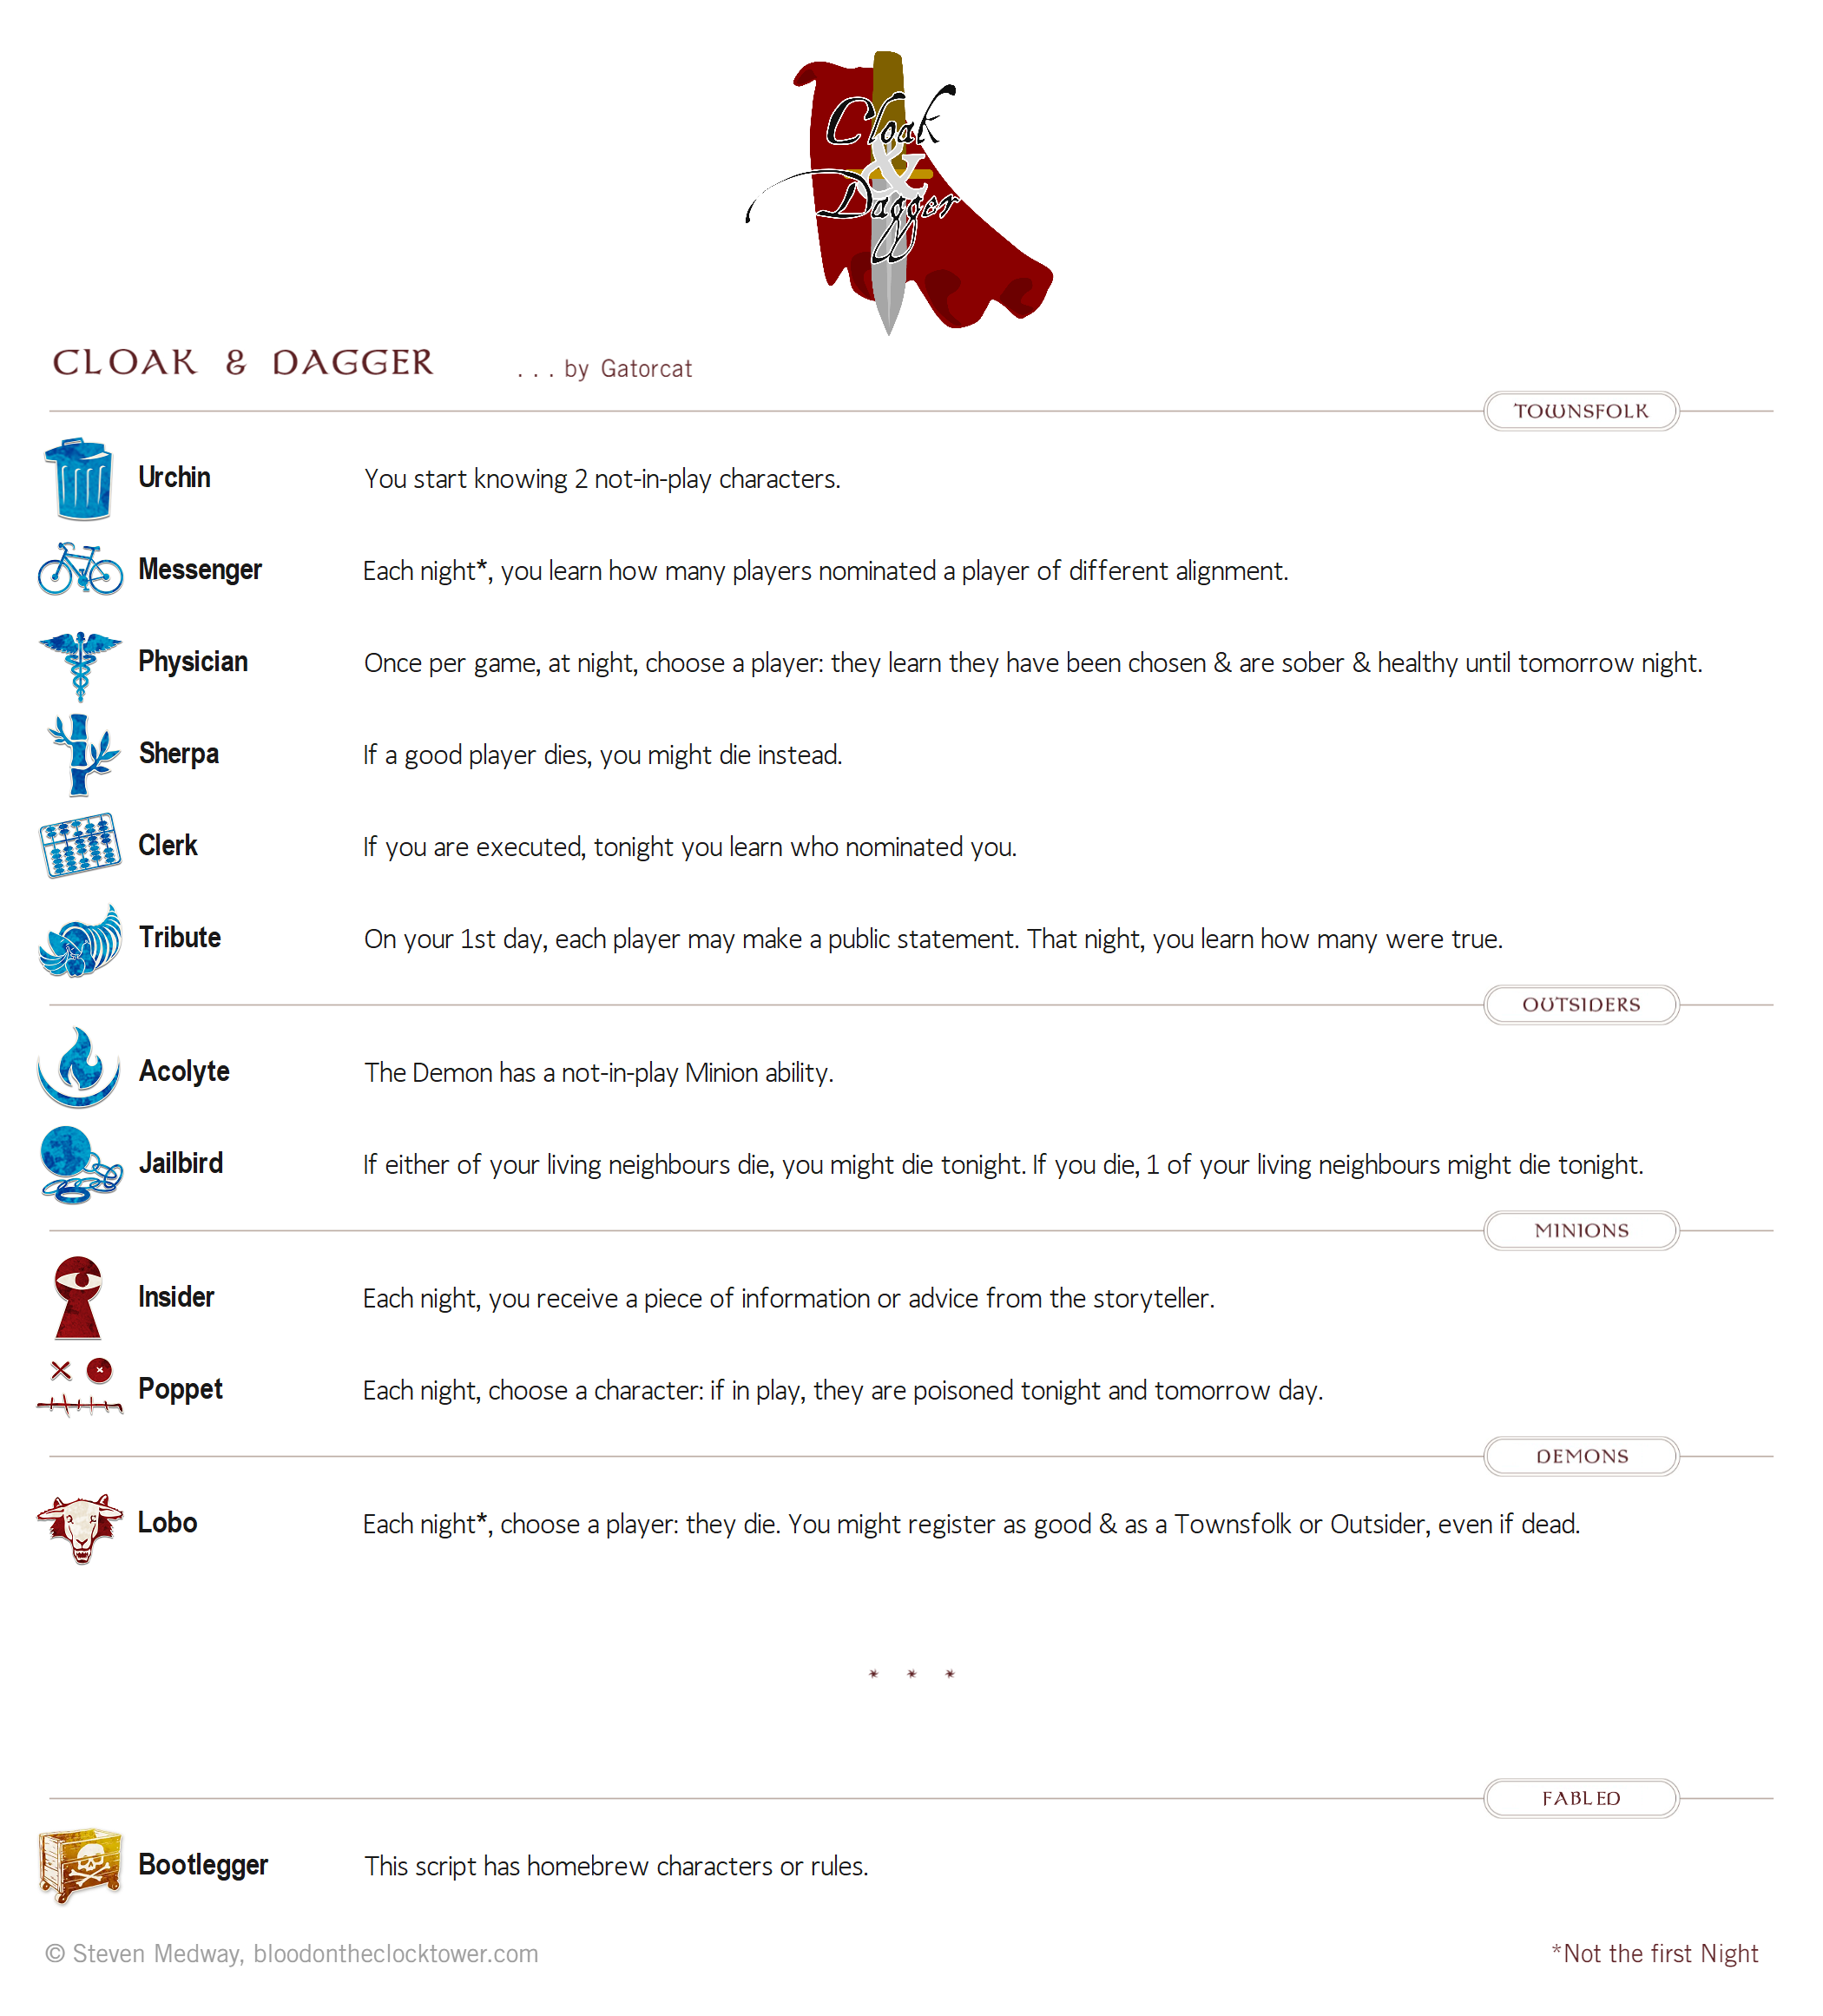 Cloak
&
Dagger
CLOAK & DAGGER ...by Gatorcat
TOWNSFOLK
Urchin You start knowing 2 not-in-play characters.
Messenger Each night*, you learn how many players nominated a player of different alignment.
Physician Once per game, at night, choose a player: they learn they have been chosen & are sober & healthy until tomorrow night.
Sherpa If a good player dies, you might die instead.
Clerk If you are executed, tonight you learn who nominated you.
Tribute On your 1st day, each player may make a public statement. That night, you learn how many were true.
OUTSIDERS
Acolyte The Demon has a not-in-play Minion ability.
Jailbird If either of your living neighbours die, you might die tonight. If you die, 1 of your living neighbours might die tonight.
MINIONS
Insider Each night, you receive a piece of information or advice from the storyteller.
Poppet Each night, choose a character: if in play, they are poisoned tonight and tomorrow day.
DEMONS
Lobo Each night*, choose a player: they die. You might register as good & as a Townsfolk or Outsider, even if dead.
* * *
FABLED
Bootlegger This script has homebrew characters or rules.
© Steven Medway, bloodontheclocktower.com *Not the first Night